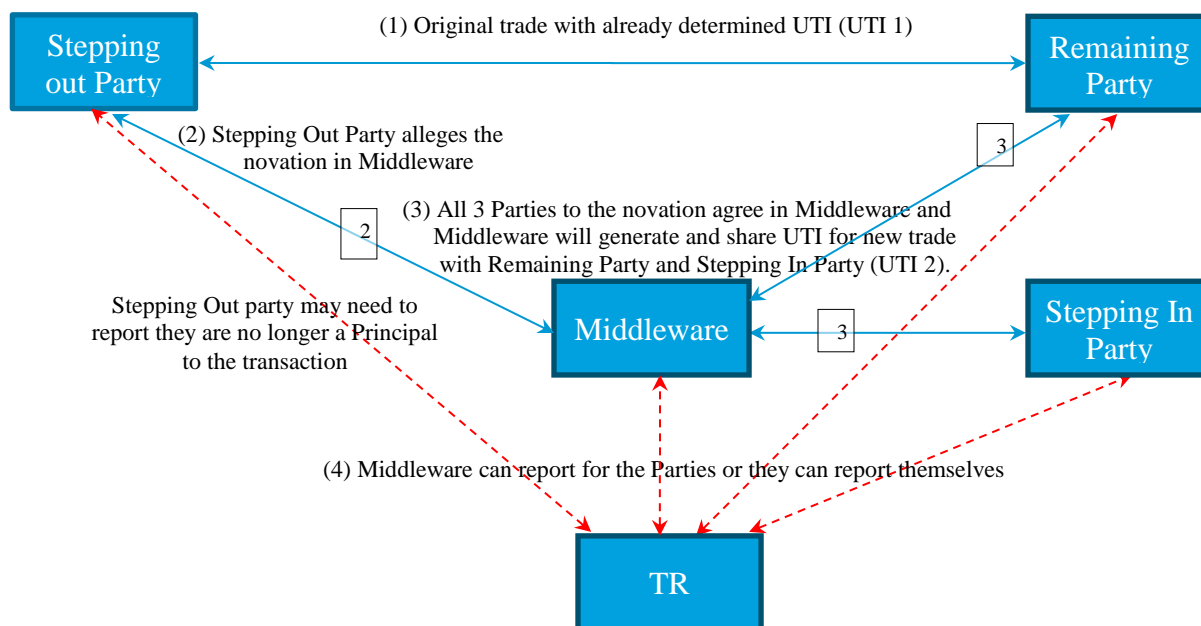 (1) Original trade with already determined UTI (UTI 1)
Stepping
out Party
Remaining
Party
(2) Stepping Out Party alleges the
novation in Middleware
3
(3) All 3 Parties to the novation agree in Middleware and
Middleware will generate and share UTI for new trade
with Remaining Party and Stepping In Party (UTI 2).
2
Stepping Out party may need to
report they are no longer a Principal
to the transaction
Middleware
3
Stepping In
Party
(4) Middleware can report for the Parties or they can report themselves
TR